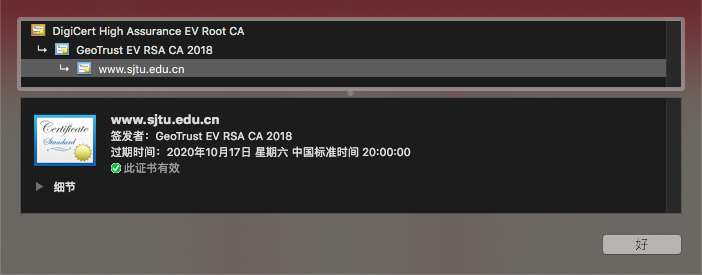 DigiCert High Assurance EV Root CA
GeoTrust EV RSA CA 2018
www.sjtu.edu.cn
Certificate
Standard
www.sjtu.edu.cn
签发者：GeoTrust EV RSA CA 2018
过期时间：2020年10月17日 星期六 中国标准时间 20:00:00
此证书有效
细节
好